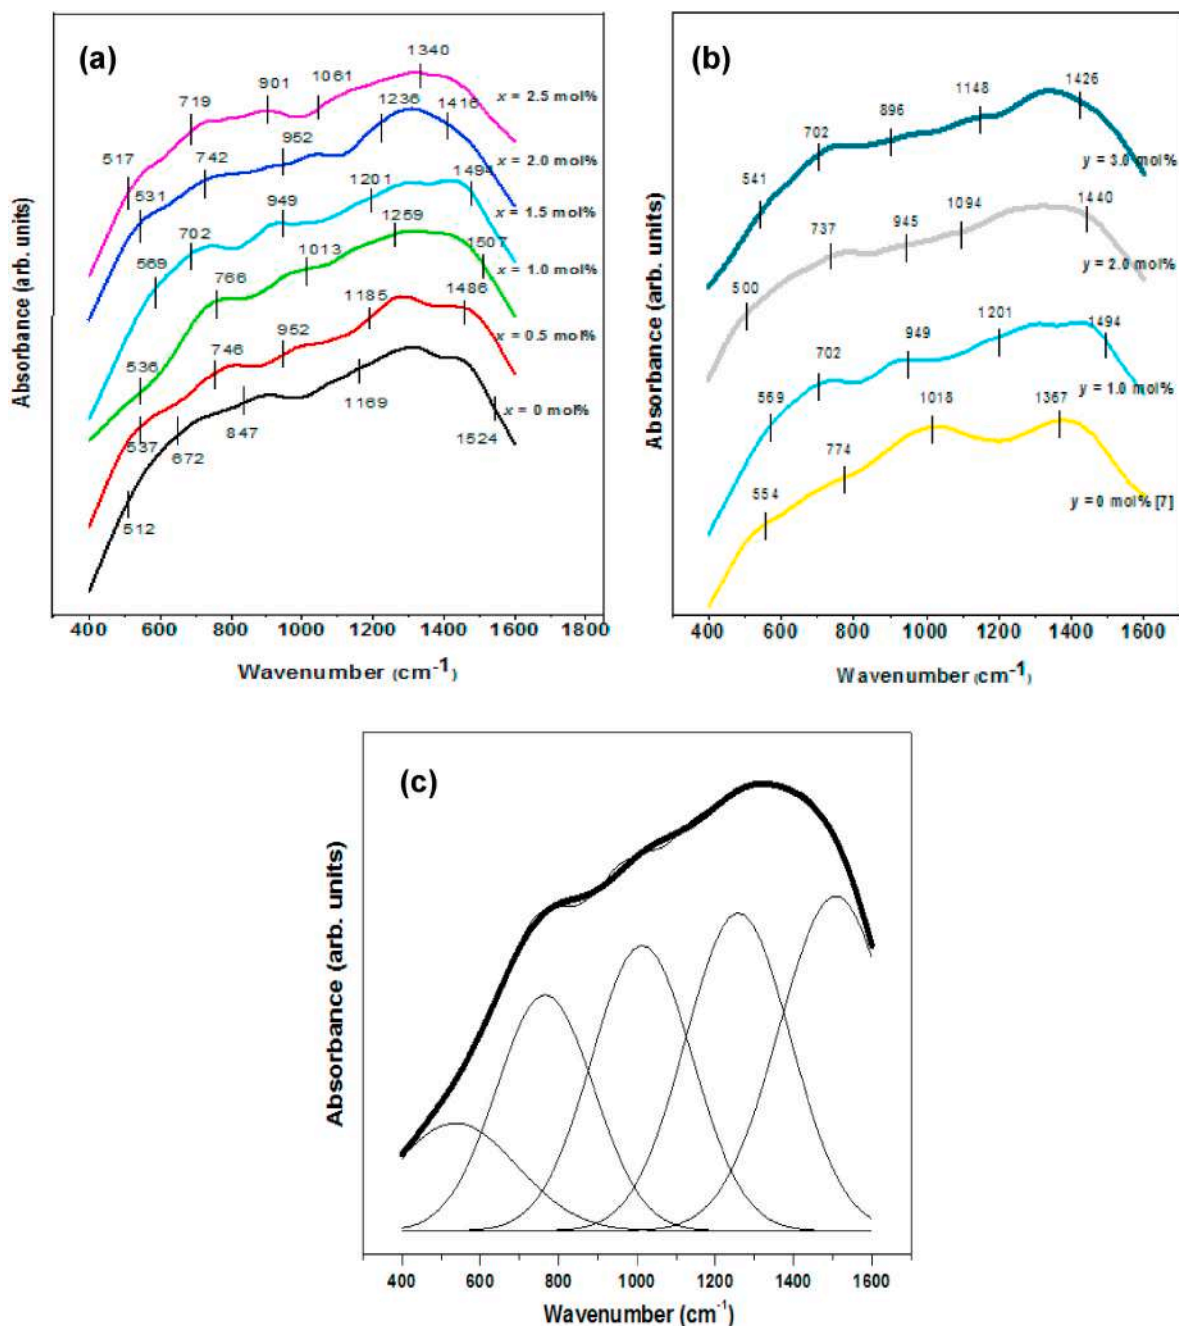 (a)
1340
1061
901
719
x = 2.5 mol%
1236
1416
952
742
517
x = 2.0 mol%
1494
531
1201
949
x = 1.5 mol%
702
1259
1507
569
1013
x = 1.0 mol%
766
1185
1486
952
x = 0.5 mol%
536
746
537
1169
x = 0 mol%
847
672
1524
512
Absorbance (arb. units)
400 600 800 1000 1200 1400 1600 1800
Wavenumber (cm-1)
(b)
1426
1148
896
702
y = 3.0 mol%
541
1440
1094
945
737
y = 2.0 mol%
500
1201
1494
949
702
y = 1.0 mol%
569
1367
1018
774
y = 0 mol% [7]
554
Absorbance (arb. units)
400 600 800 1000 1200 1400 1600
Wavenumber (cm-1)
(c)
Absorbance (arb. units)
400 600 800 1000 1200 1400 1600
Wavenumber (cm-1)